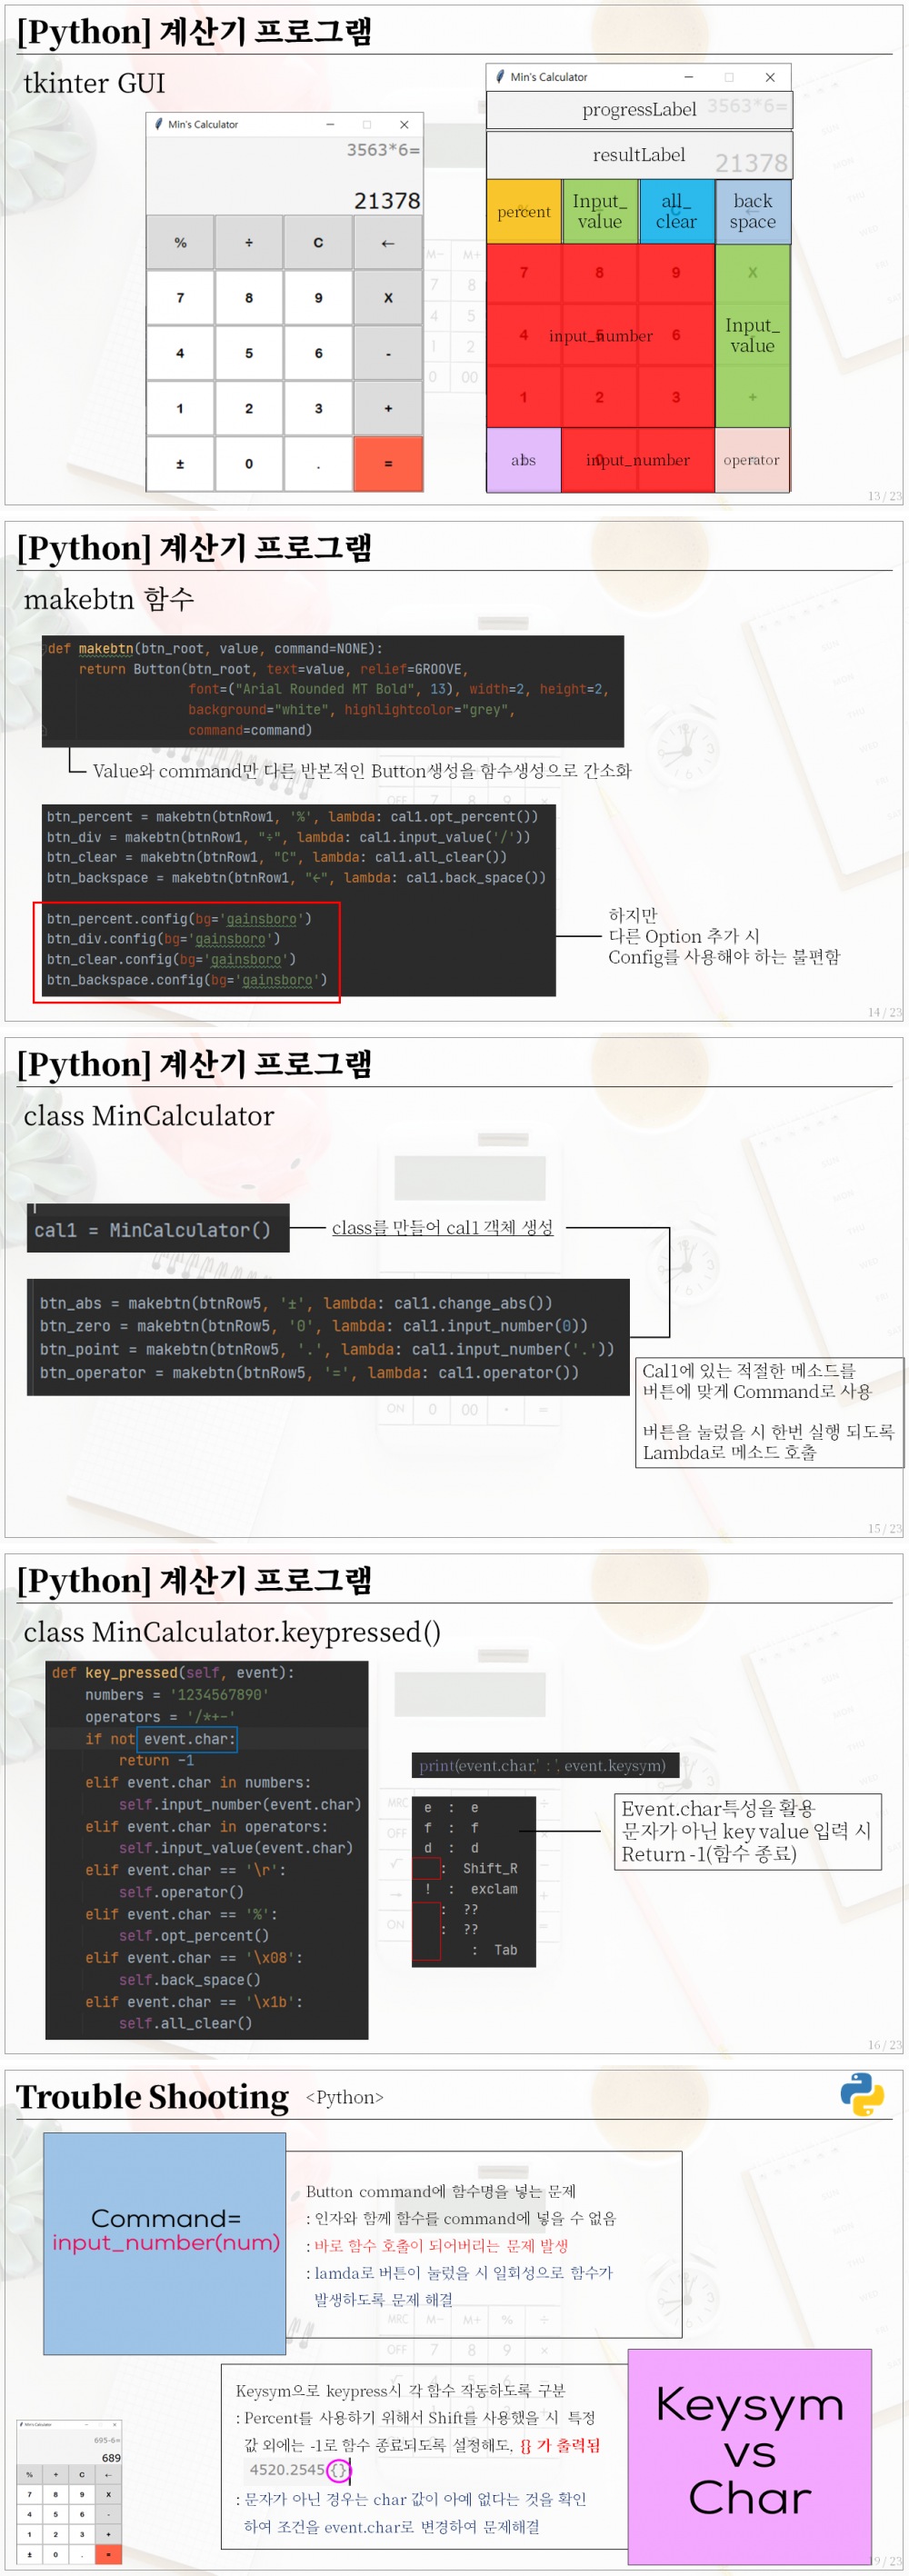 [Python] 계산기 프로그램
tkinter GUI
Min's Calculator
3563*6=
21378
% ÷ C ←
7 8 9 X
4 5 6 -
1 2 3 +
± 0 . =
Min's Calculator
progressLabel 3563*6=
resultLabel 21378
percent Input_value all_clear back space
7 8 9 X
4 input_number 6 Input_value
1 2 3 +
abs input_number operator
13 / 23
[Python] 계산기 프로그램
makebtn 함수
def makebtn(btn_root, value, command=NONE):
return Button(btn_root, text=value, relief=GROOVE,
font=("Arial Rounded MT Bold", 13), width=2, height=2,
background="white", highlightcolor="grey",
command=command)
Value와 command만 다른 반본적인 Button생성을 함수생성으로 간소화
btn_percent = makebtn(btnRow1, '%', lambda: cal1.opt_percent())
btn_div = makebtn(btnRow1, "÷", lambda: cal1.input_value('/'))
btn_clear = makebtn(btnRow1, "C", lambda: cal1.all_clear())
btn_backspace = makebtn(btnRow1, "←", lambda: cal1.back_space())
btn_percent.config(bg='gainsboro')
btn_div.config(bg='gainsboro')
btn_clear.config(bg='gainsboro')
btn_backspace.config(bg='gainsboro')
하지만
다른 Option 추가 시
Config를 사용해야 하는 불편함
14 / 23
[Python] 계산기 프로그램
class MinCalculator
cal1 = MinCalculator()
class를 만들어 cal1 객체 생성
btn_abs = makebtn(btnRow5, '±', lambda: cal1.change_abs())
btn_zero = makebtn(btnRow5, '0', lambda: cal1.input_number(0))
btn_point = makebtn(btnRow5, '.', lambda: cal1.input_number('.'))
btn_operator = makebtn(btnRow5, '=', lambda: cal1.operator())
Cal1에 있는 적절한 메소드를
버튼에 맞게 Command로 사용
버튼을 눌렀을 시 한번 실행 되도록
Lambda로 메소드 호출
15 / 23
[Python] 계산기 프로그램
class MinCalculator.keypressed()
def key_pressed(self, event):
numbers = '1234567890'
operators = '/*+-'
if not event.char:
return -1
elif event.char in numbers:
self.input_number(event.char)
elif event.char in operators:
self.input_value(event.char)
elif event.char == '\r':
self.operator()
elif event.char == '%':
self.opt_percent()
elif event.char == '\x08':
self.back_space()
elif event.char == '\x1b':
self.all_clear()
print(event.char,' : ', event.keysym)
e : e
f : f
d : d
: Shift_R
! : exclam
: ??
: ??
: Tab
Event.char특성을 활용
문자가 아닌 key value 입력 시
Return -1(함수 종료)
16 / 23
Trouble Shooting <Python>
Command=
input_number(num)
Button command에 함수명을 넣는 문제
: 인자와 함께 함수를 command에 넣을 수 없음
: 바로 함수 호출이 되어버리는 문제 발생
: lamda로 버튼이 눌렀을 시 일회성으로 함수가
발생하도록 문제 해결
Keysym으로 keypress시 각 함수 작동하도록 구분
: Percent를 사용하기 위해서 Shift를 사용했을 시 특정
값 외에는 -1로 함수 종료되도록 설정해도, {} 가 출력됨
4520.2545{}
: 문자가 아닌 경우는 char 값이 아예 없다는 것을 확인
하여 조건을 event.char로 변경하여 문제해결
Keysym
vs
Char
Min's Calculator
695-6=
689
% ÷ C ←
7 8 9 X
4 5 6 -
1 2 3 +
± 0 . =
19 / 23